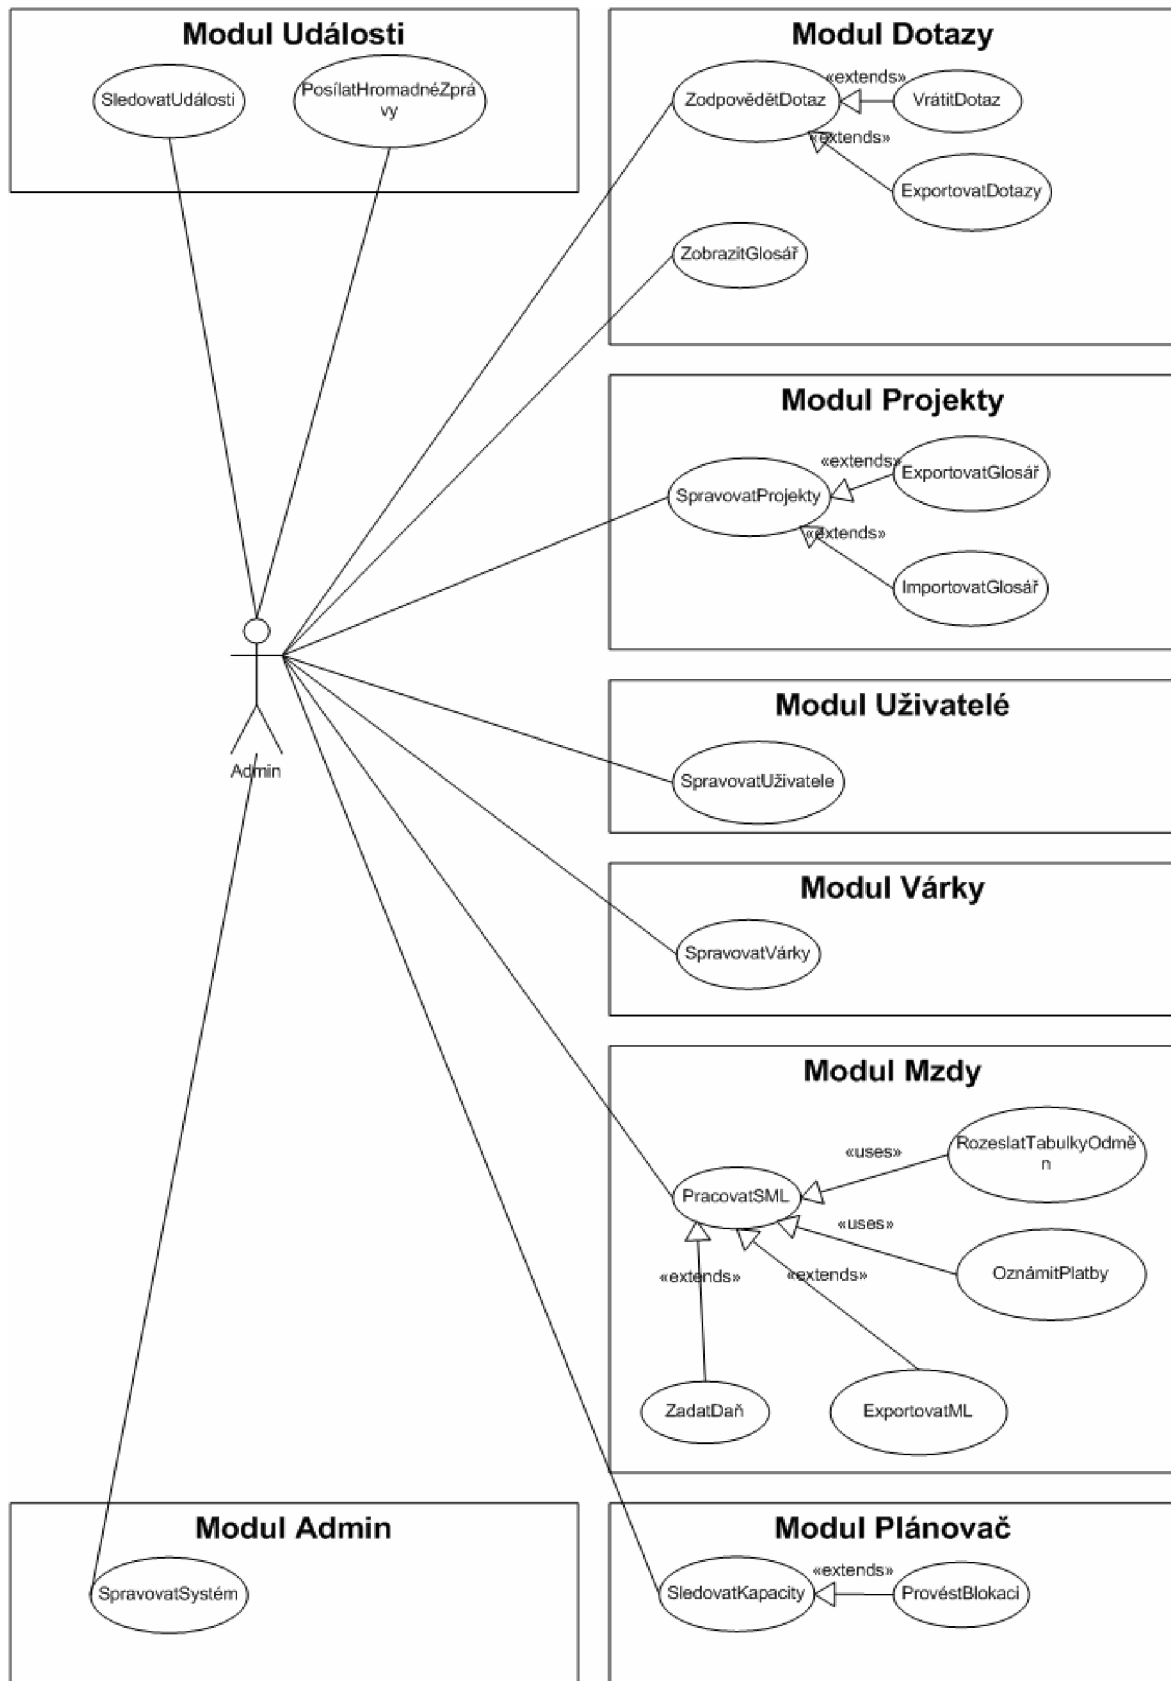 Modul Události
SledovatUdálosti
PosílatHromadnéZprá
vy
Modul Dotazy
ZodpovědětDotaz
«extends»
VrátitDotaz
«extends»
ExportovatDotazy
ZobrazitGlosář
Modul Projekty
SpravovatProjekty
«extends»
ExportovatGlosář
«extends»
ImportovatGlosář
Admin
Modul Uživatelé
SpravovatUživatele
Modul Várky
SpravovatVárky
Modul Mzdy
PracovatSML
«uses»
RozeslatTabulkyOdmě
n
«uses»
OznámitPlatby
«extends»
«extends»
ZadatDaň
ExportovatML
Modul Admin
SpravovatSystém
Modul Plánovač
SledovatKapacity
«extends»
ProvéstBlokaci